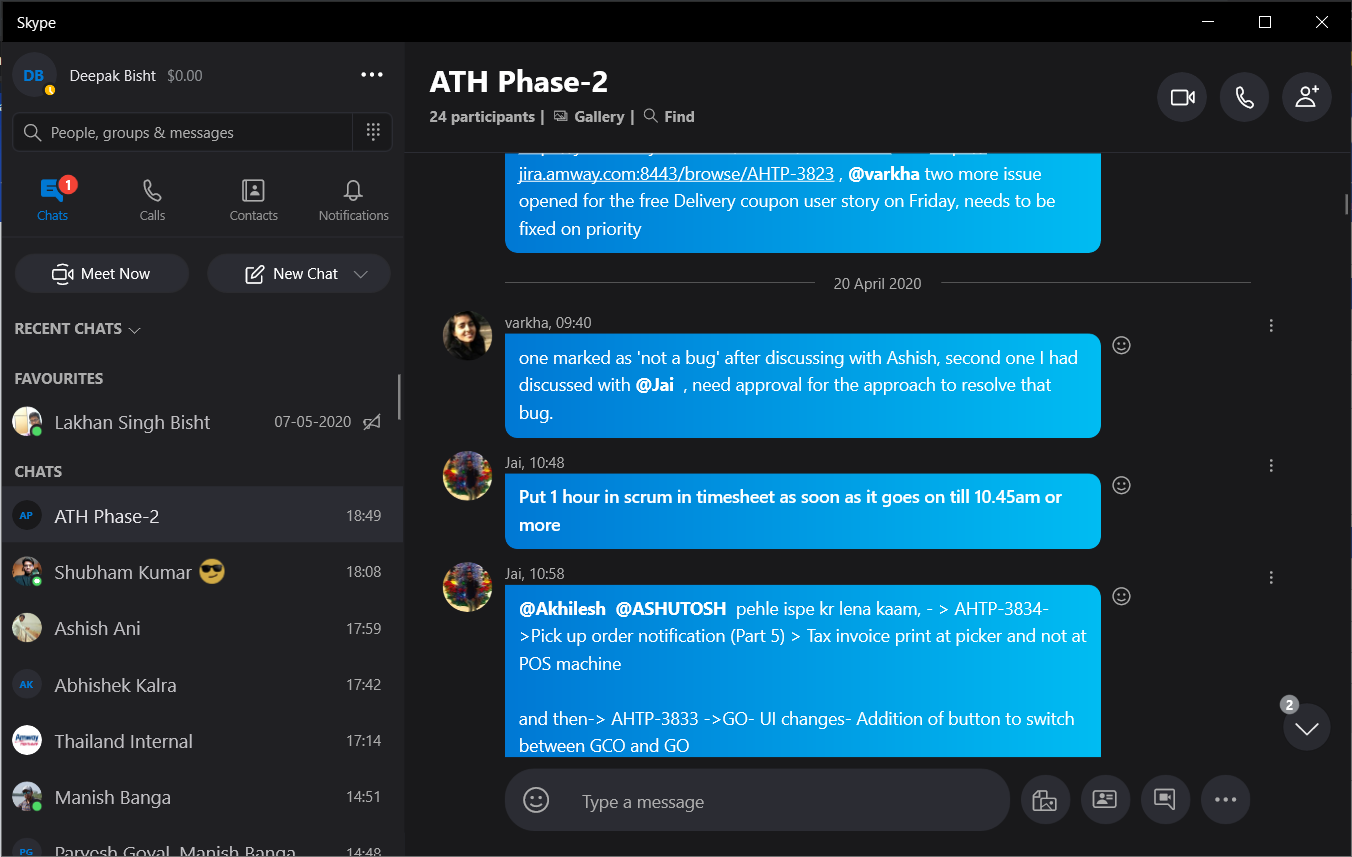 Skype
DB
Deepak Bisht $0.00
People, groups & messages
1
Chats
Calls
Contacts
Notifications
Meet Now
New Chat
RECENT CHATS
FAVOURITES
Lakhan Singh Bisht 07-05-2020
CHATS
AP ATH Phase-2 18:49
Shubham Kumar 18:08
Ashish Ani 17:59
AK Abhishek Kalra 17:42
Amway Thailand Internal 17:14
Manish Banga 14:51
PG Parvesh Goyal, Manish Banga 14:48
ATH Phase-2
24 participants | Gallery | Find
jira.amway.com:8443/browse/AHTP-3823 , @varkha two more issue
opened for the free Delivery coupon user story on Friday, needs to be
fixed on priority
20 April 2020
varkha, 09:40
one marked as 'not a bug' after discussing with Ashish, second one I had
discussed with @Jai , need approval for the approach to resolve that
bug.
Jai, 10:48
Put 1 hour in scrum in timesheet as soon as it goes on till 10.45am or
more
Jai, 10:58
@Akhilesh @ASHUTOSH pehle ispe kr lena kaam, - > AHTP-3834-
>Pick up order notification (Part 5) > Tax invoice print at picker and not at
POS machine
and then-> AHTP-3833 ->GO- UI changes- Addition of button to switch
between GCO and GO
2
Type a message